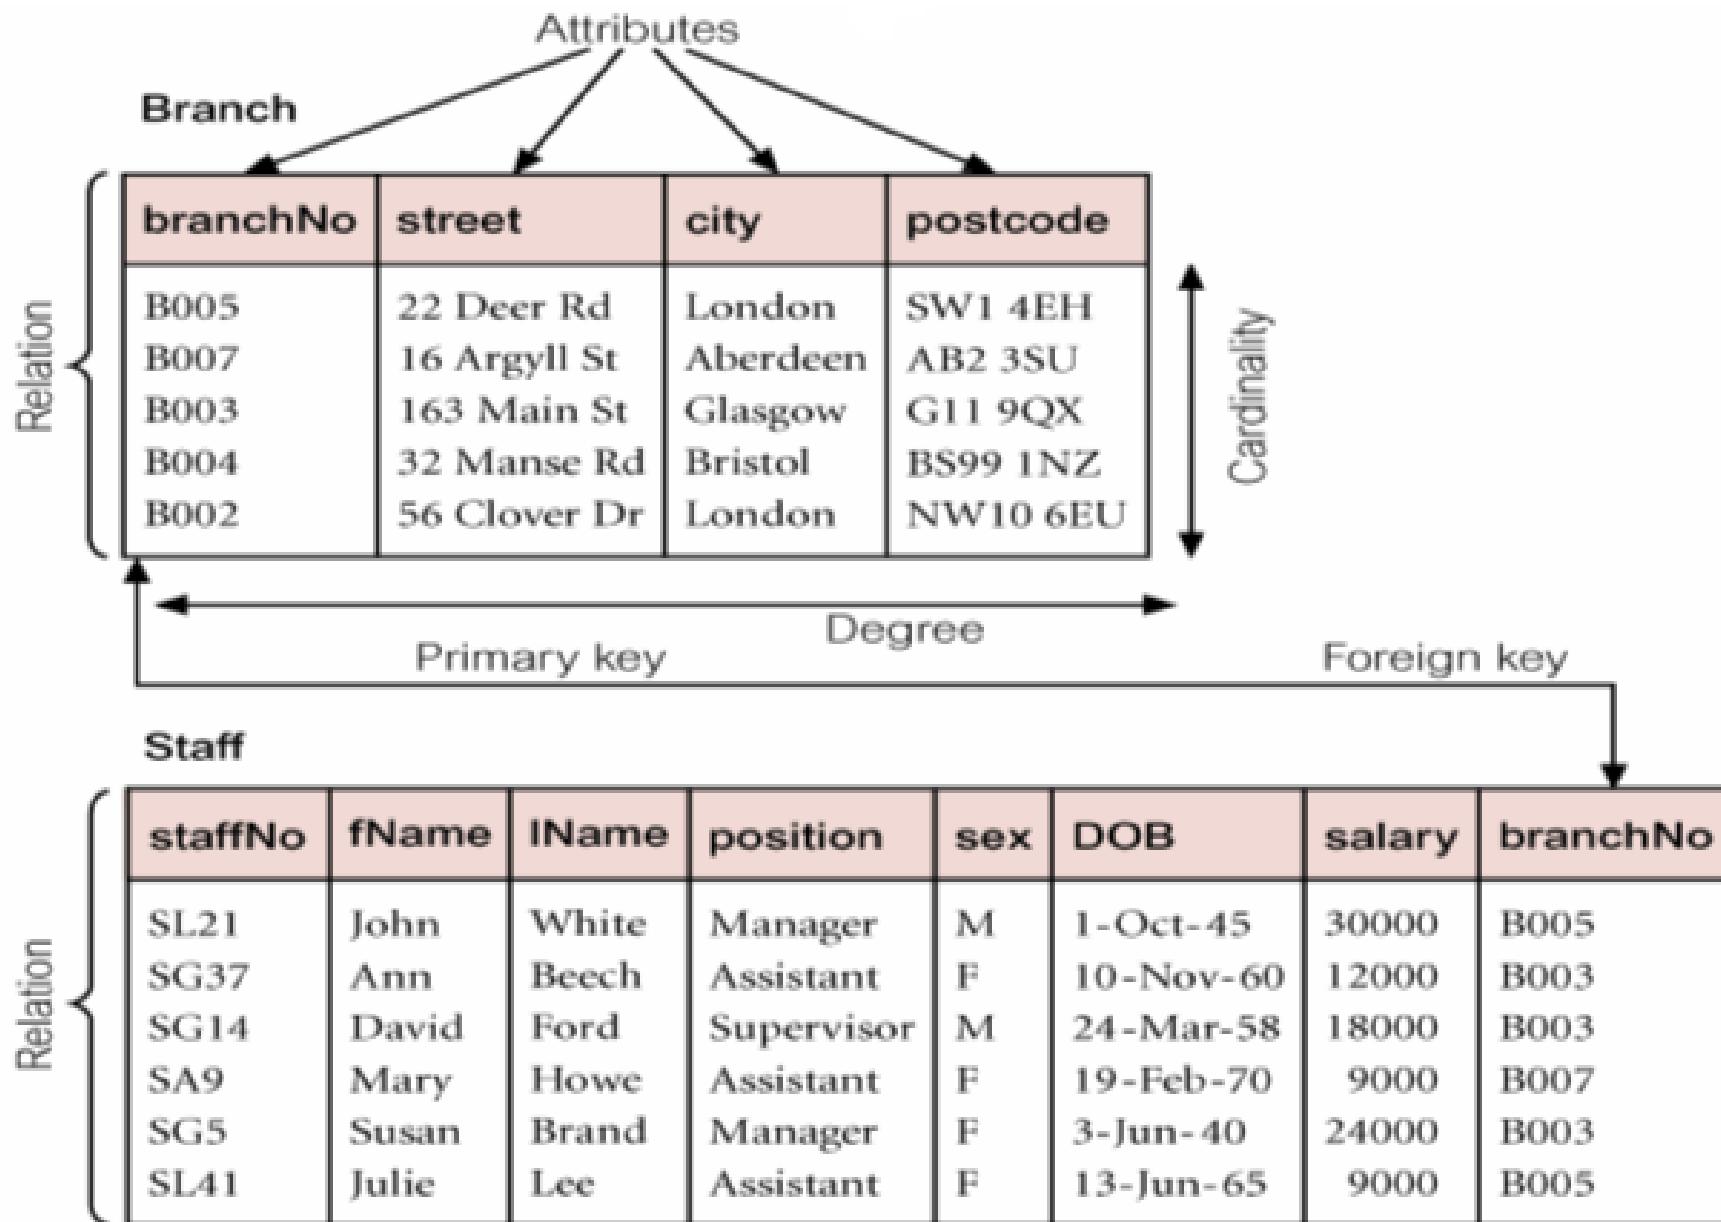 Attributes
Branch
branchNo street city postcode
B005 22 Deer Rd London SW1 4EH
B007 16 Argyll St Aberdeen AB2 3SU
B003 163 Main St Glasgow G11 9QX
B004 32 Manse Rd Bristol BS99 1NZ
B002 56 Clover Dr London NW10 6EU
Relation
Cardinality
Degree
Primary key Foreign key
Staff
staffNo fName lName position sex DOB salary branchNo
SL21 John White Manager M 1-Oct-45 30000 B005
SG37 Ann Beech Assistant F 10-Nov-60 12000 B003
SG14 David Ford Supervisor M 24-Mar-58 18000 B003
SA9 Mary Howe Assistant F 19-Feb-70 9000 B007
SG5 Susan Brand Manager F 3-Jun-40 24000 B003
SL41 Julie Lee Assistant F 13-Jun-65 9000 B005
Relation